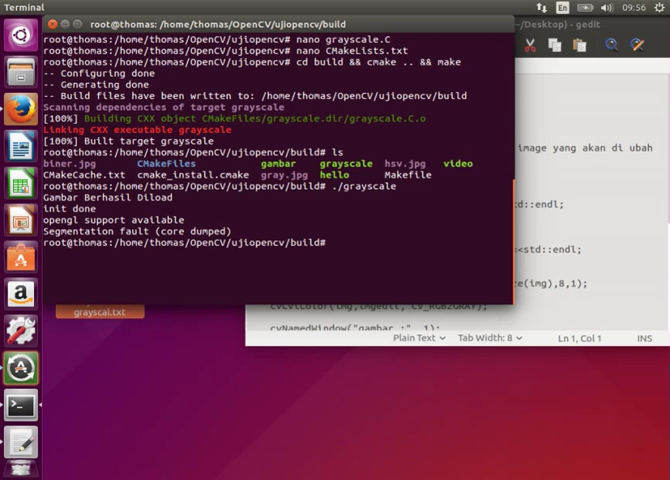 Terminal
En
09:56
root@thomas: /home/thomas/OpenCV/ujiopencv/build
~/Desktop) - gedit
root@thomas:/home/thomas/OpenCV/ujiopencv# nano grayscale.C
root@thomas:/home/thomas/OpenCV/ujiopencv# nano CMakeLists.txt
root@thomas:/home/thomas/OpenCV/ujiopencv# cd build && cmake .. && make
-- Configuring done
-- Generating done
-- Build files have been written to: /home/thomas/OpenCV/ujiopencv/build
Scanning dependencies of target grayscale
[100%] Building CXX object CMakeFiles/grayscale.dir/grayscale.C.o
Linking CXX executable grayscale
[100%] Built target grayscale
root@thomas:/home/thomas/OpenCV/ujiopencv/build# ls
biner.jpg CMakeFiles gambar grayscale hsv.jpg video
CMakeCache.txt cmake_install.cmake gray.jpg hello Makefile
root@thomas:/home/thomas/OpenCV/ujiopencv/build# ./grayscale
Gambar Berhasil Diload
init done
opengl support available
Segmentation fault (core dumped)
root@thomas:/home/thomas/OpenCV/ujiopencv/build#
image yang akan di ubah
td::endl;
<<std::endl;
e(img),8,1);
cvCvtColor(img,imgedit, CV_RGB2GRAY);
cvNamedWindow("gambar :", 1);
grayscal.txt
Plain Text
Tab Width: 8
Ln 1, Col 1
INS